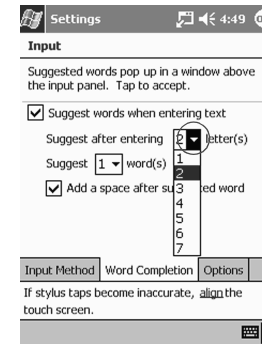 Settings 4:49
Input
Suggested words pop up in a window above
the input panel. Tap to accept.
Suggest words when entering text
Suggest after entering 2 letter(s)
Suggest 1 word(s)
Add a space after su ed word
1
2
3
4
5
6
7
Input Method Word Completion Options
If stylus taps become inaccurate, align the
touch screen.